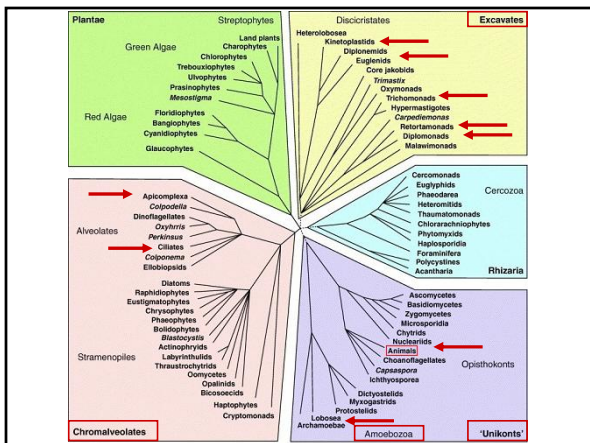 Plantae
Streptophytes
Land plants
Green Algae
Charophytes
Chlorophytes
Trebouxiophytes
Ulvophytes
Prasinophytes
Mesostigma
Red Algae
Floridiophytes
Bangiophytes
Cyanidiophytes
Glaucophytes
Discicristates
Excavates
Heterolobosea
Kinetoplastids
Diplonemids
Euglenids
Core jakobids
Trimastix
Oxymonads
Trichomonads
Hypermastigotes
Carpediemonas
Retortamonads
Diplomonads
Malawimonads
Cercomonads
Euglyphids
Phaeodarea
Cercozoa
Heteromitids
Thaumatomonads
Chlorarachniophytes
Phytomyxids
Haplosporidia
Foraminifera
Polycystines
Acantharia
Rhizaria
Apicomplexa
Colpodella
Alveolates
Dinoflagellates
Oxyhrris
Perkinsus
Ciliates
Colponema
Ellobiopsids
Diatoms
Raphidiophytes
Eustigmatophytes
Chrysophytes
Phaeophytes
Bolidophytes
Blastocystis
Actinophryids
Stramenopiles
Labyrinthulids
Thraustrochytrids
Oomycetes
Opalinids
Bicosoecids
Haptophytes
Cryptomonads
Chromalveolates
Ascomycetes
Basidiomycetes
Zygomycetes
Microsporidia
Chytrids
Nucleariids
Animals
Opisthokonts
Choanoflagellates
Capsaspora
Ichthyosporea
Dictyostelids
Myxogastrids
Protostelids
Lobosea
Archamoebae
Amoebozoa
'Unikonts'